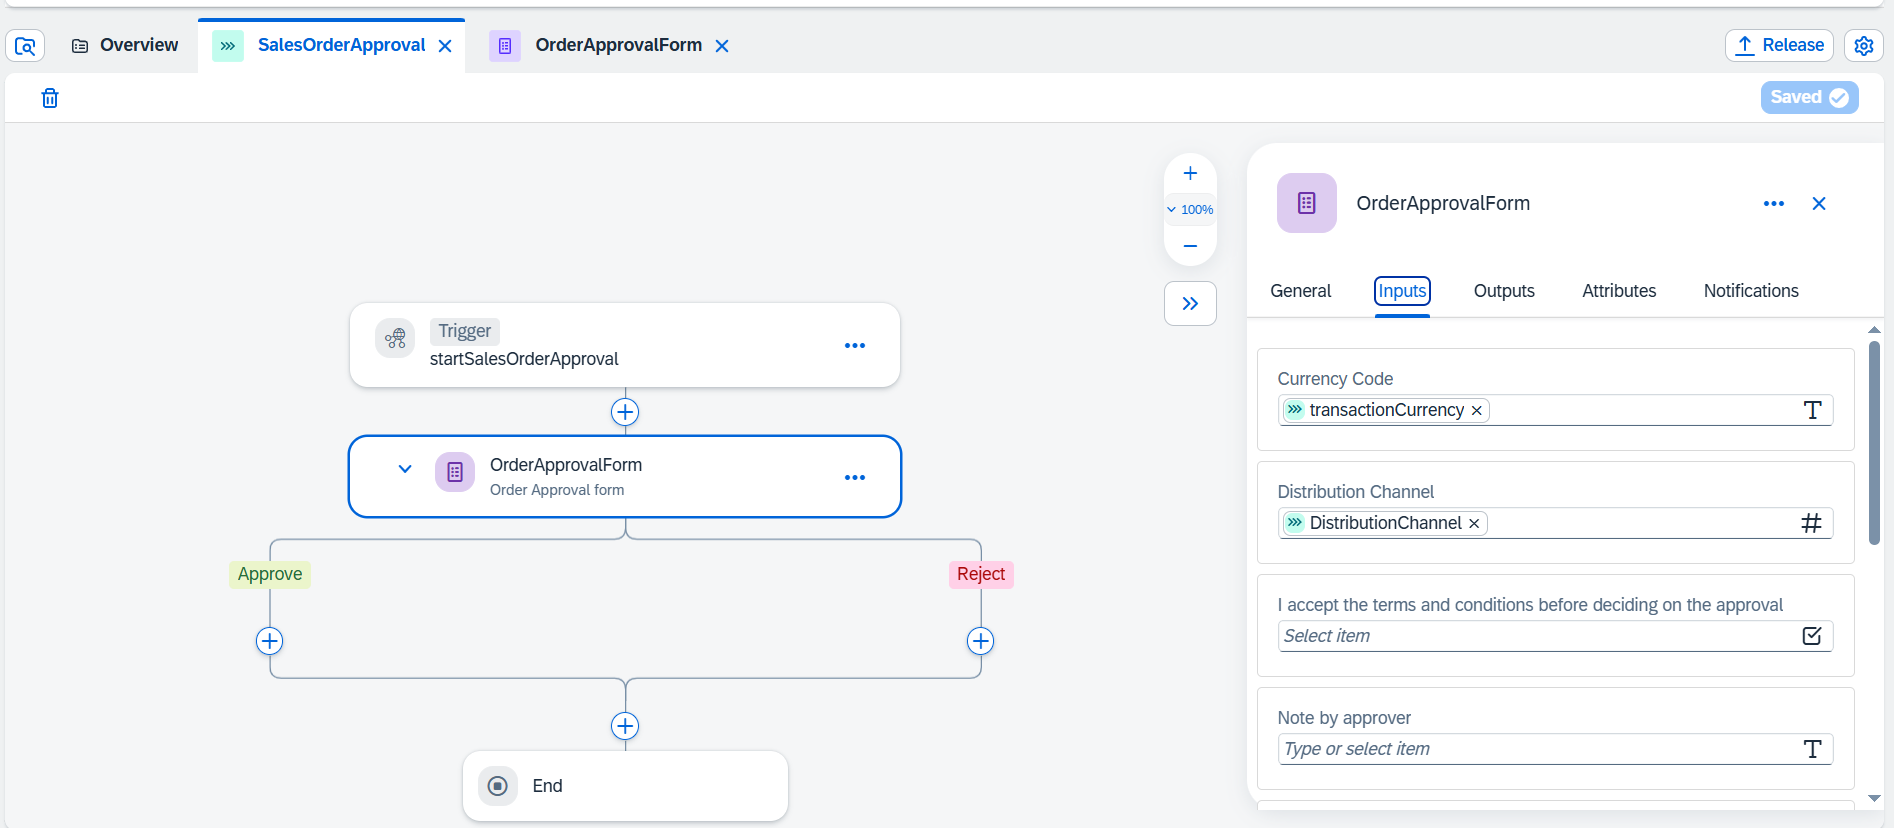 Overview
SalesOrderApproval
OrderApprovalForm
Release
Saved
100%
Trigger
startSalesOrderApproval
OrderApprovalForm
Order Approval form
Approve
Reject
End
OrderApprovalForm
General
Inputs
Outputs
Attributes
Notifications
Currency Code
transactionCurrency
Distribution Channel
DistributionChannel
I accept the terms and conditions before deciding on the approval
Select item
Note by approver
Type or select item